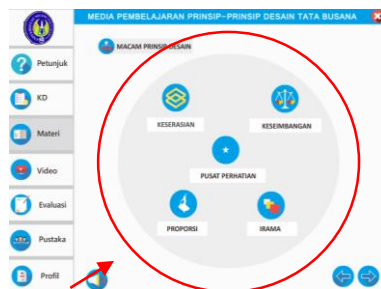 MEDIA PEMBELAJARAN PRINSIP-PRINSIP DESAIN TATA BUSANA
MACAM PRINSIP DESAIN
Petunjuk
KD
Materi
Video
Evaluasi
Pustaka
Profil
KESERASIAN
KESEIMBANGAN
PUSAT PERHATIAN
PROPORSI
IRAMA